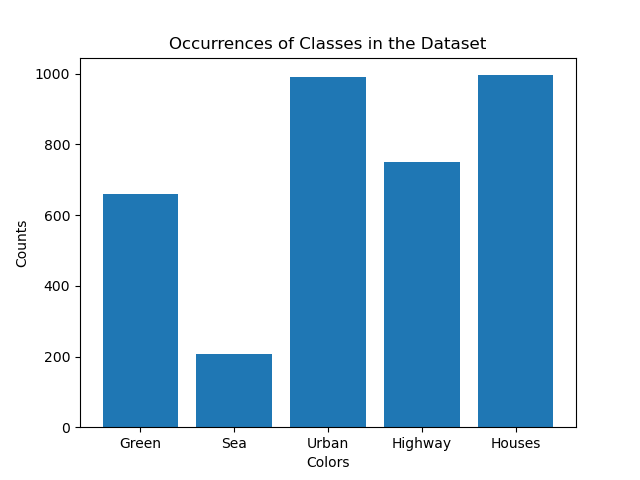 Occurrences of Classes in the Dataset
1000
800
600
400
200
0
Counts
Green Sea Urban Highway Houses
Colors